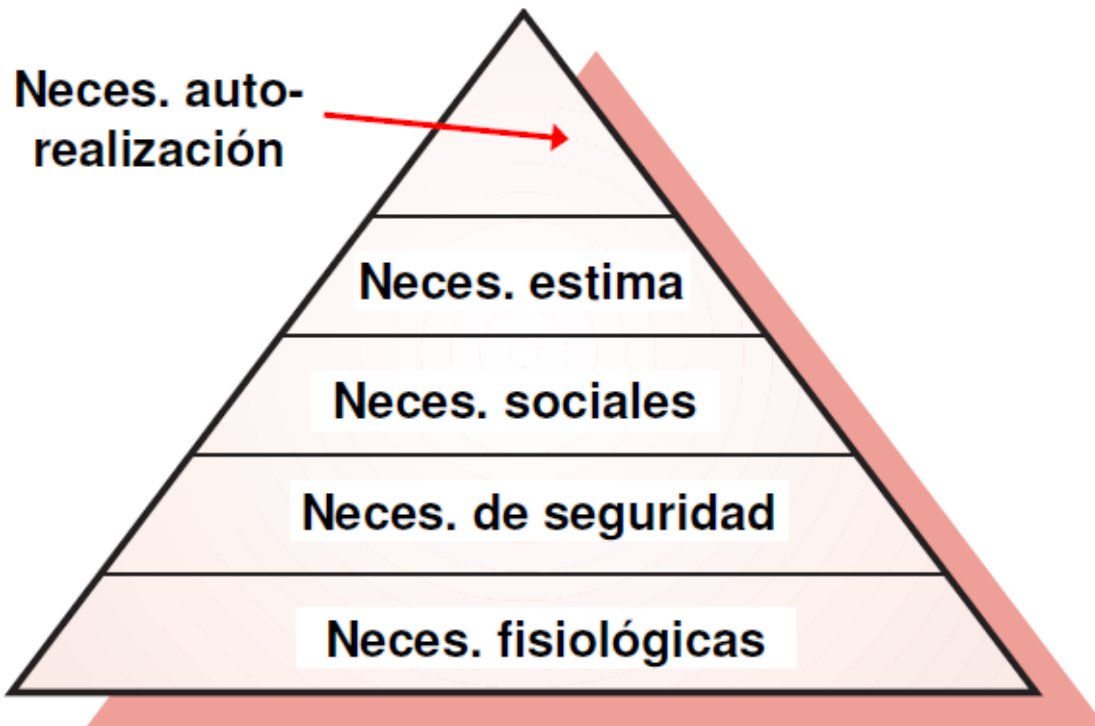 Neces. auto-
realización
Neces. estima
Neces. sociales
Neces. de seguridad
Neces. fisiológicas